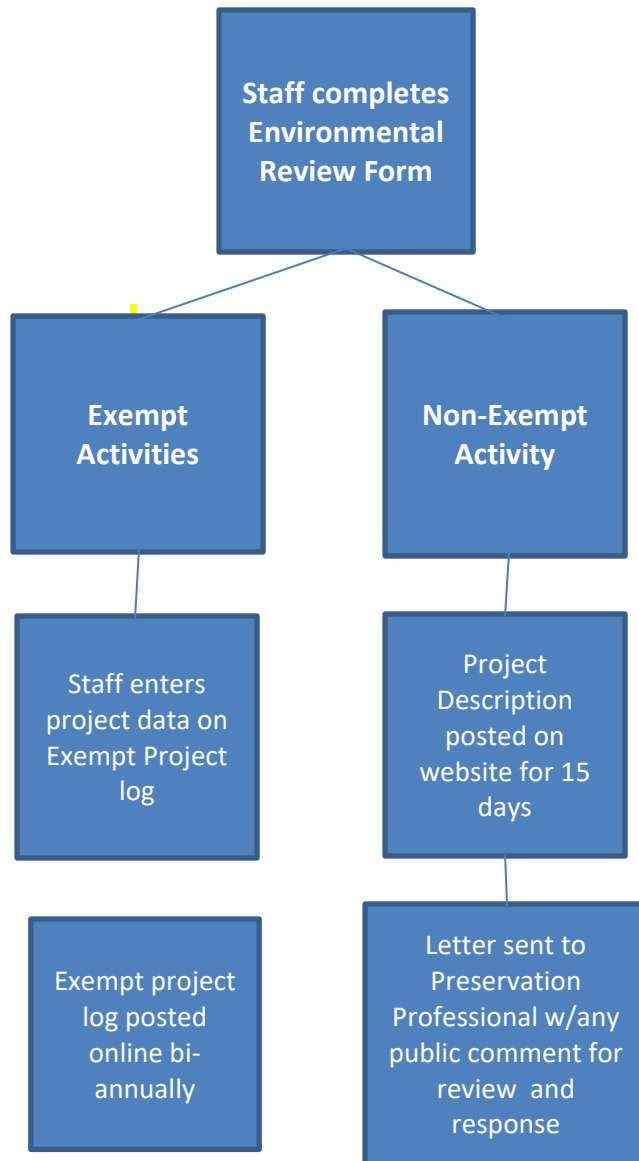 Staff completes
Environmental
Review Form
Exempt
Activities
Non-Exempt
Activity
Staff enters
project data on
Exempt Project
log
Project
Description
posted on
website for 15
days
Exempt project
log posted
online bi-
annually
Letter sent to
Preservation
Professional w/any
public comment for
review and
response